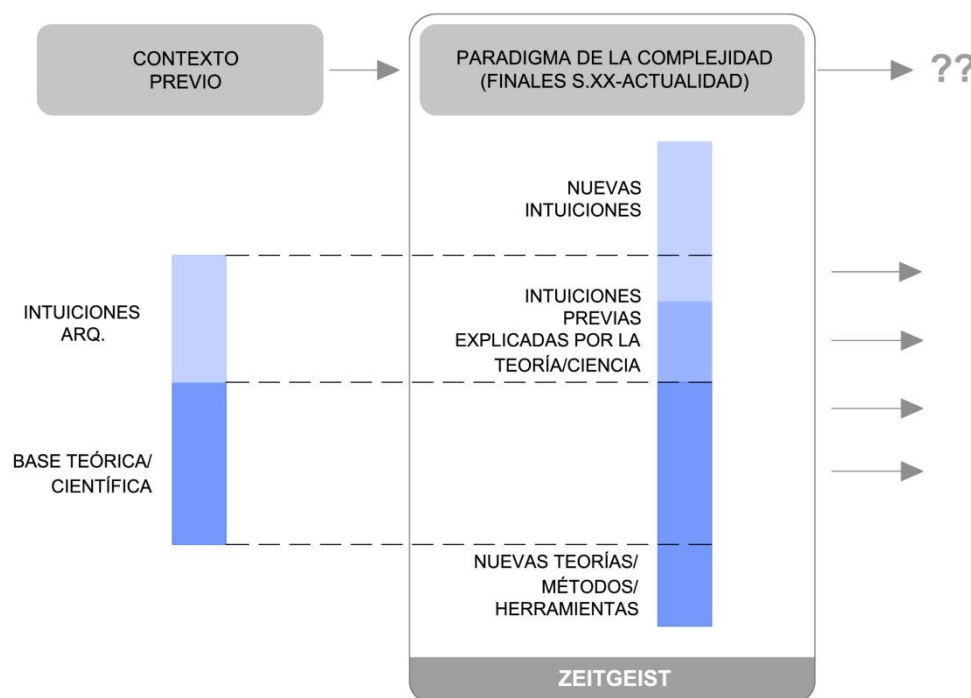 CONTEXTO
PREVIO
PARADIGMA DE LA COMPLEJIDAD
(FINALES S.XX-ACTUALIDAD)
??
NUEVAS
INTUICIONES
INTUICIONES
ARQ.
INTUICIONES
PREVIAS
EXPLICADAS POR LA
TEORÍA/CIENCIA
BASE TEÓRICA/
CIENTÍFICA
NUEVAS TEORÍAS/
MÉTODOS/
HERRAMIENTAS
ZEITGEIST